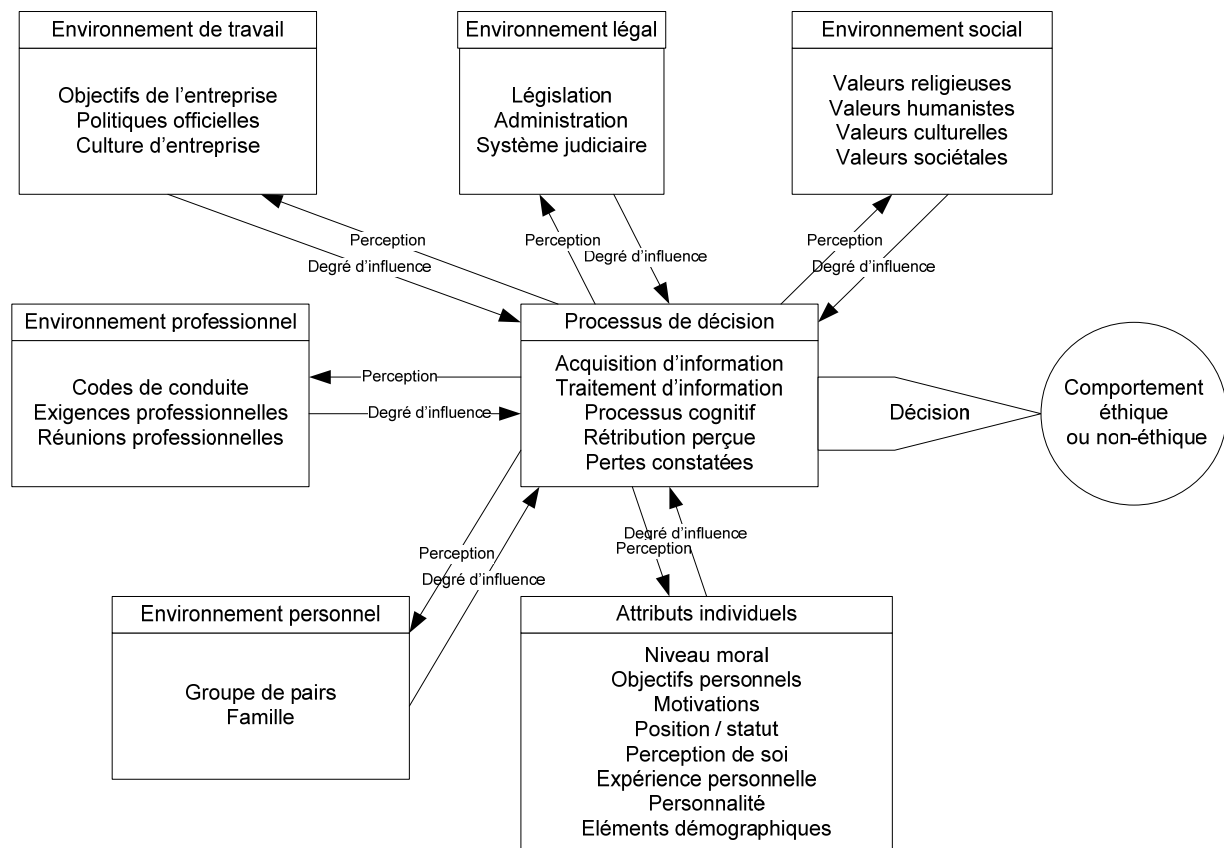 Environnement de travail
Objectifs de l'entreprise
Politiques officielles
Culture d'entreprise
Environnement légal
Législation
Administration
Système judiciaire
Environnement social
Valeurs religieuses
Valeurs humanistes
Valeurs culturelles
Valeurs sociétales
Perception
Degré d'influence
Perception
Degré d'influence
Perception
Degré d'influence
Environnement professionnel
Codes de conduite
Exigences professionnelles
Réunions professionnelles
Perception
Degré d'influence
Processus de décision
Acquisition d'information
Traitement d'information
Processus cognitif
Rétribution perçue
Pertes constatées
Décision
Comportement
éthique
ou non-éthique
Perception
Degré d'influence
Degré d'influence
Perception
Environnement personnel
Groupe de pairs
Famille
Attributs individuels
Niveau moral
Objectifs personnels
Motivations
Position / statut
Perception de soi
Expérience personnelle
Personnalité
Eléments démographiques